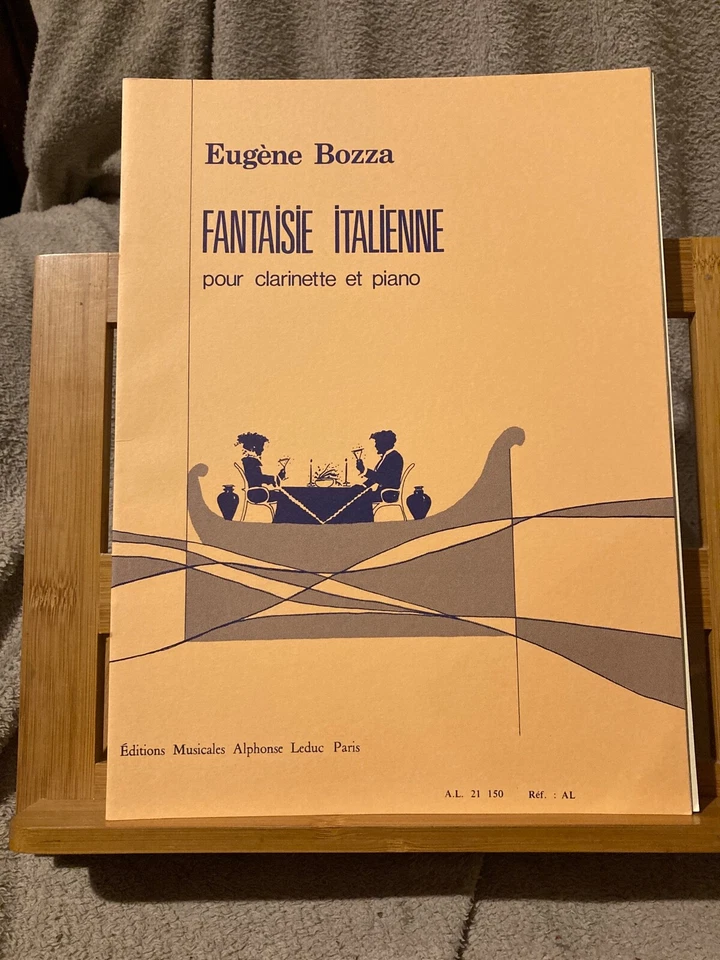 Eugène Bozza
FANTAISIE ITALIENNE
pour clarinette et piano
Éditions Musicales Alphonse Leduc Paris
A.L. 21 150 Réf. : AL